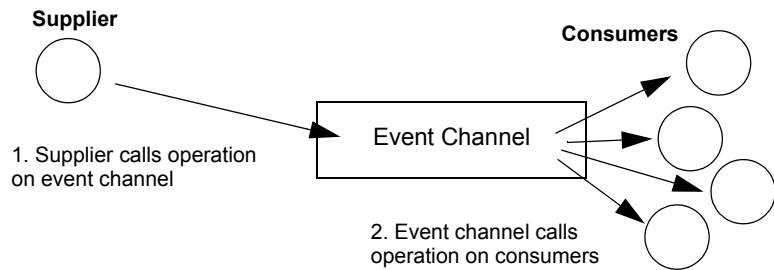 Supplier
Consumers
Event Channel
1. Supplier calls operation
on event channel
2. Event channel calls
operation on consumers